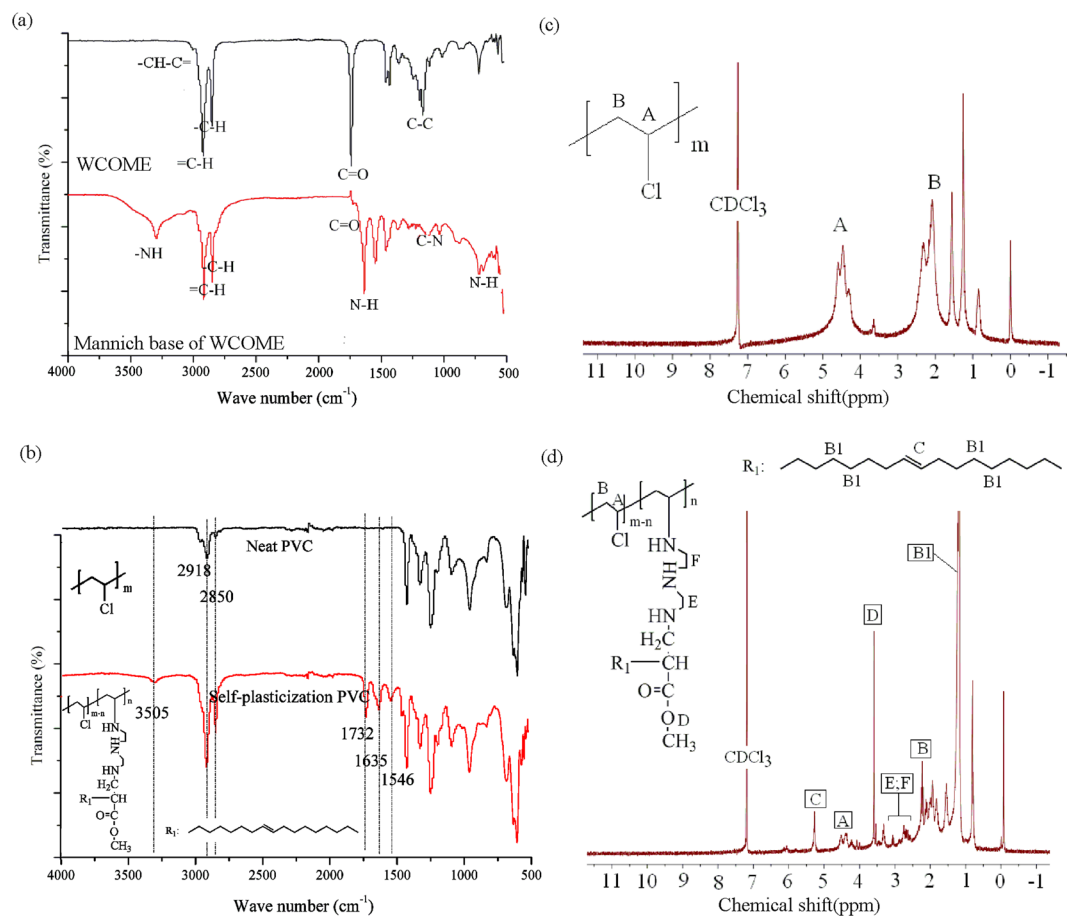 (a)
-CH-C=
-C-H
=C-H
WCOME
C=O
C-C
-NH
-C-H
=C-H
C=O
N-H
C-N
N-H
Mannich base of WCOME
Transmittance (%)
4000 3500 3000 2500 2000 1500 1000 500
Wave number (cm-1)
(c)
B
A
m
Cl
CDCl3
A
B
11 10 9 8 7 6 5 4 3 2 1 0 -1
Chemical shift(ppm)
(b)
Neat PVC
m
Cl
2918
2850
Self-plasticization PVC
3505
1732
1635
1546
m-n
n
Cl
HN
NH
HN
H2C
R1
CH
O
O
CH3
R1:
Transmittance (%)
4000 3500 3000 2500 2000 1500 1000 500
Wave number (cm-1)
(d)
R1:
B1
B1
C
B1
B1
B1
B1
B
A
m-n
n
Cl
HN
F
H
N
E
HN
H2C
R1
CH
O
O
D
CH3
CDCl3
C
A
D
E;F
B
B1
11 10 9 8 7 6 5 4 3 2 1 0 -1
Chemical shift(ppm)